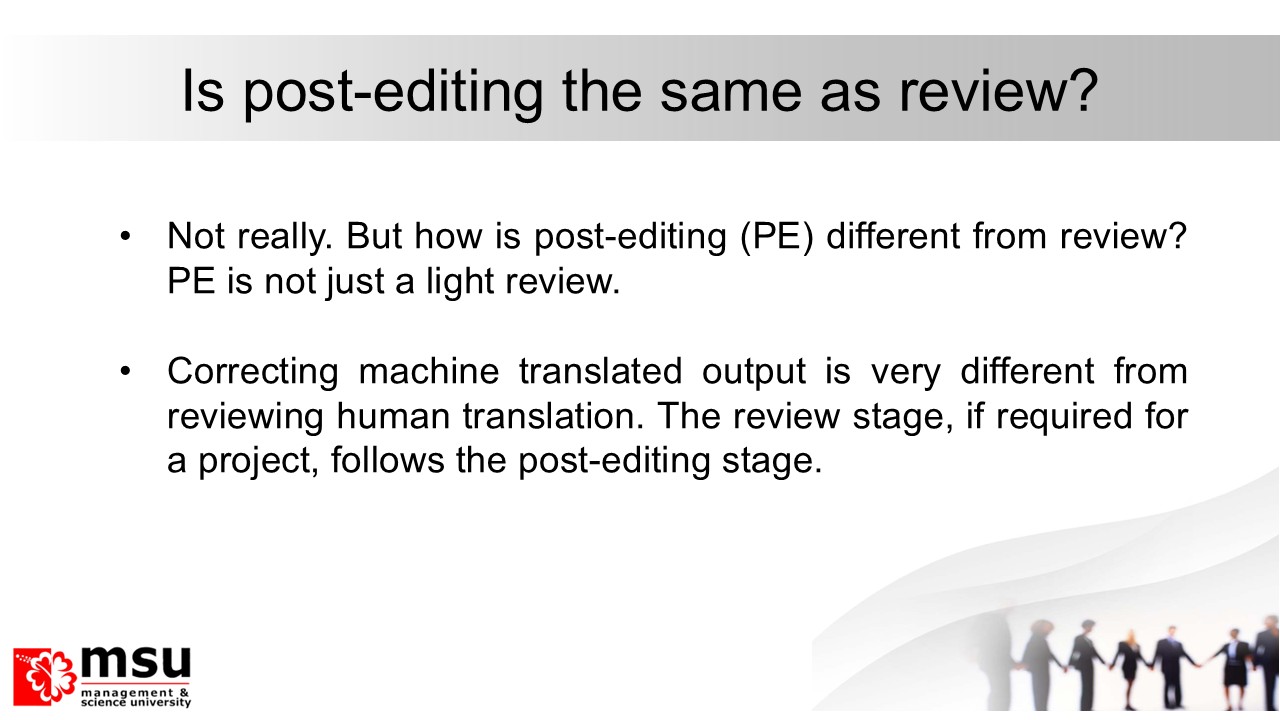 Is post-editing the same as review?
• Not really. But how is post-editing (PE) different from review?
PE is not just a light review.
• Correcting machine translated output is very different from
reviewing human translation. The review stage, if required for
a project, follows the post-editing stage.
msu
management &
science university